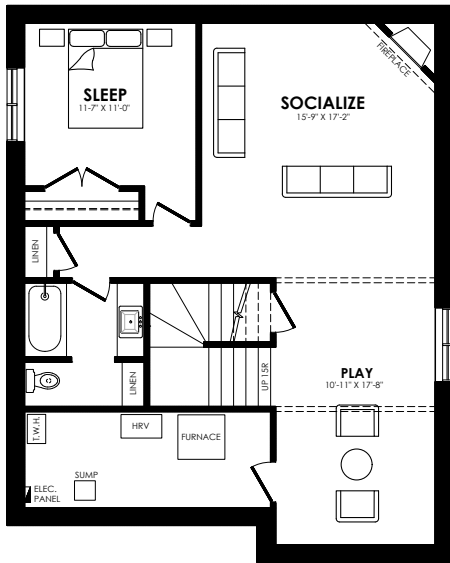 SLEEP
11'-7" X 11'-0"
SOCIALIZE
15'-9" X 17'-2"
FIREPLACE
LINEN
LINEN
UP 15R
PLAY
10'-11" X 17'-8"
T.W.H.
HRV
FURNACE
SUMP
ELEC.
PANEL